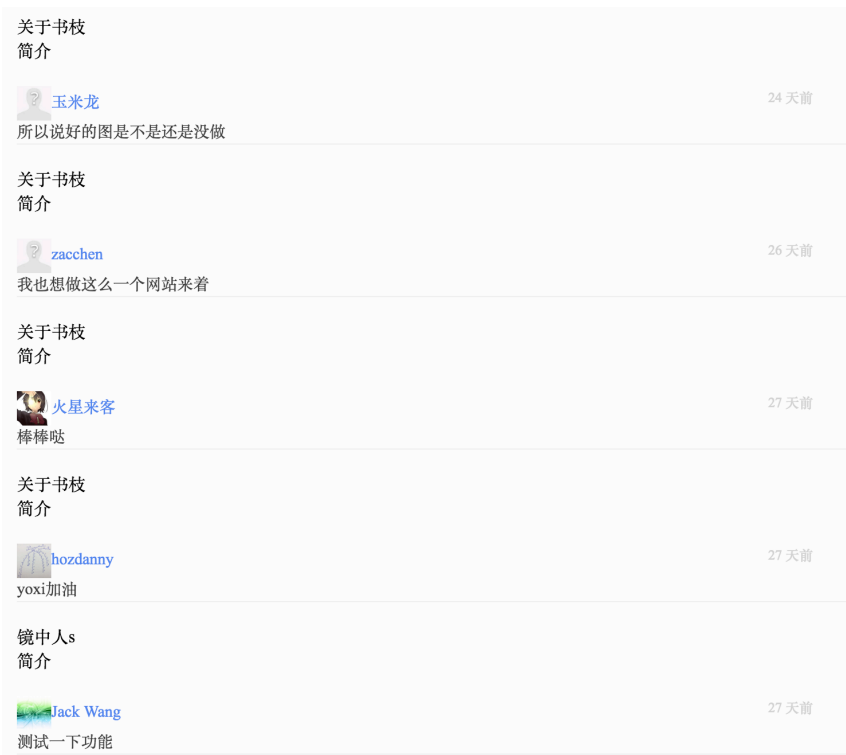 关于书枝
简介
玉米龙 24 天前
所以说好的图是不是还是没做
关于书枝
简介
zacchen 26 天前
我也想做这么一个网站来着
关于书枝
简介
火星来客 27 天前
棒棒哒
关于书枝
简介
hozdanny 27 天前
yoxi加油
镜中人s
简介
Jack Wang 27 天前
测试一下功能